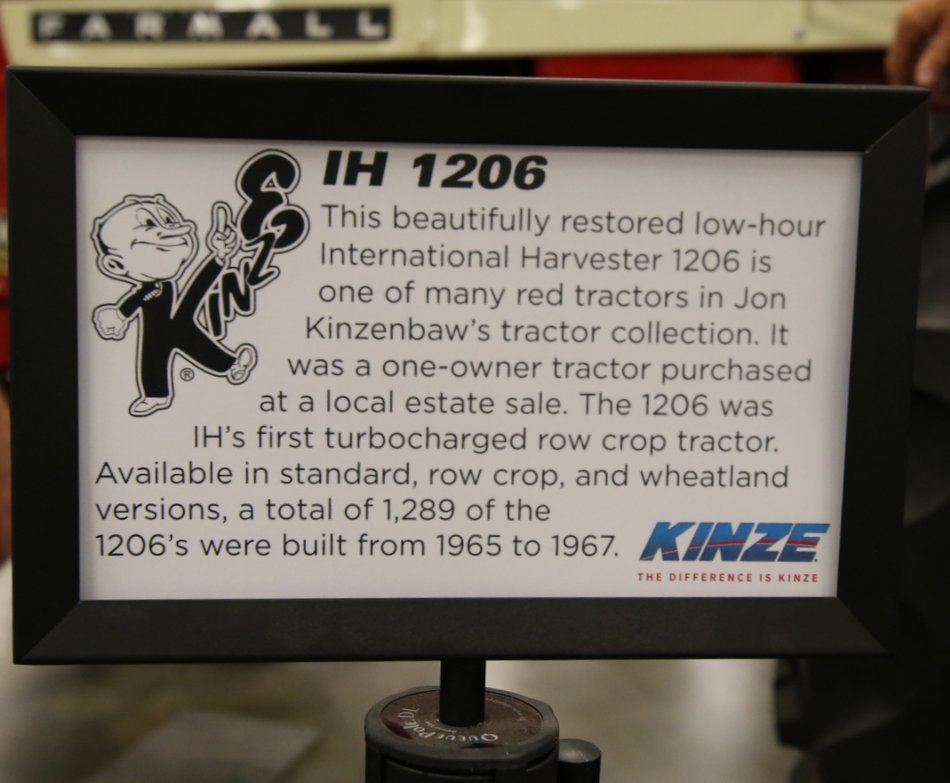 FARMALL
KINZE
IH 1206
This beautifully restored low-hour
International Harvester 1206 is
one of many red tractors in Jon
Kinzenbaw's tractor collection. It
was a one-owner tractor purchased
at a local estate sale. The 1206 was
IH's first turbocharged row crop tractor.
Available in standard, row crop, and wheatland
versions, a total of 1,289 of the
1206's were built from 1965 to 1967.
®
KINZE
THE DIFFERENCE IS KINZE